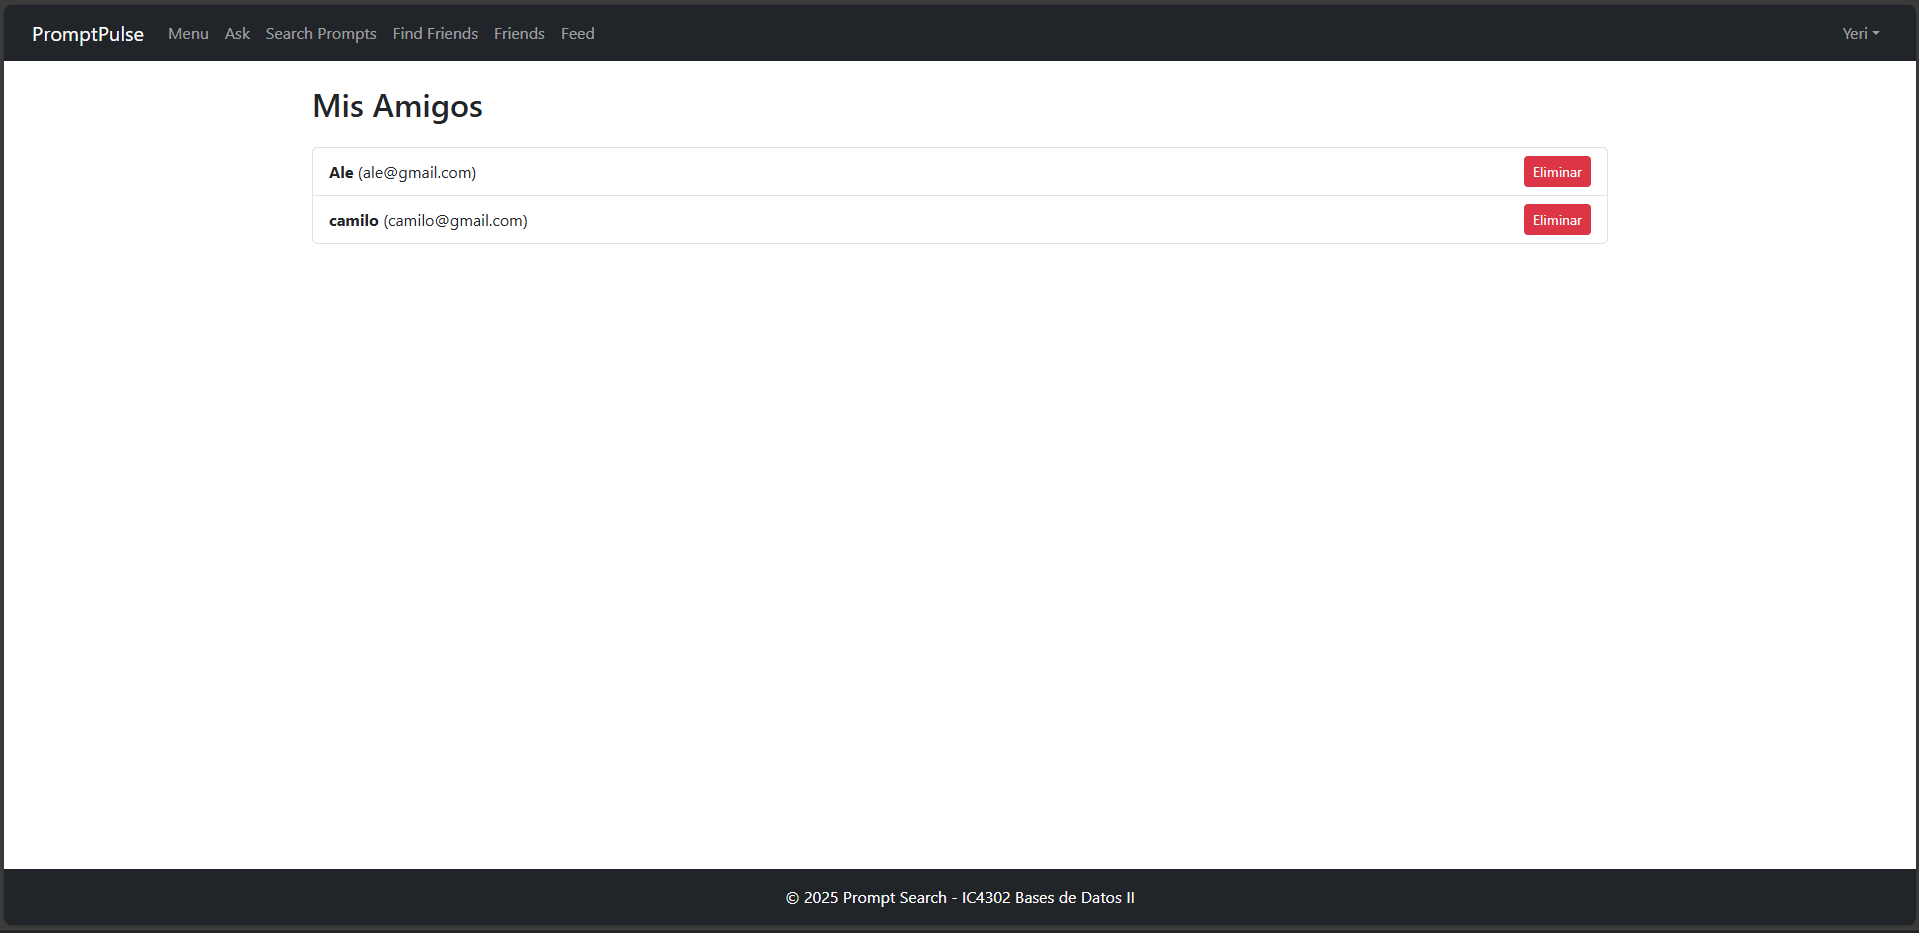 PromptPulse Menu Ask Search Prompts Find Friends Friends Feed Yeri
Mis Amigos
Ale (ale@gmail.com) Eliminar
camilo (camilo@gmail.com) Eliminar
© 2025 Prompt Search - IC4302 Bases de Datos II